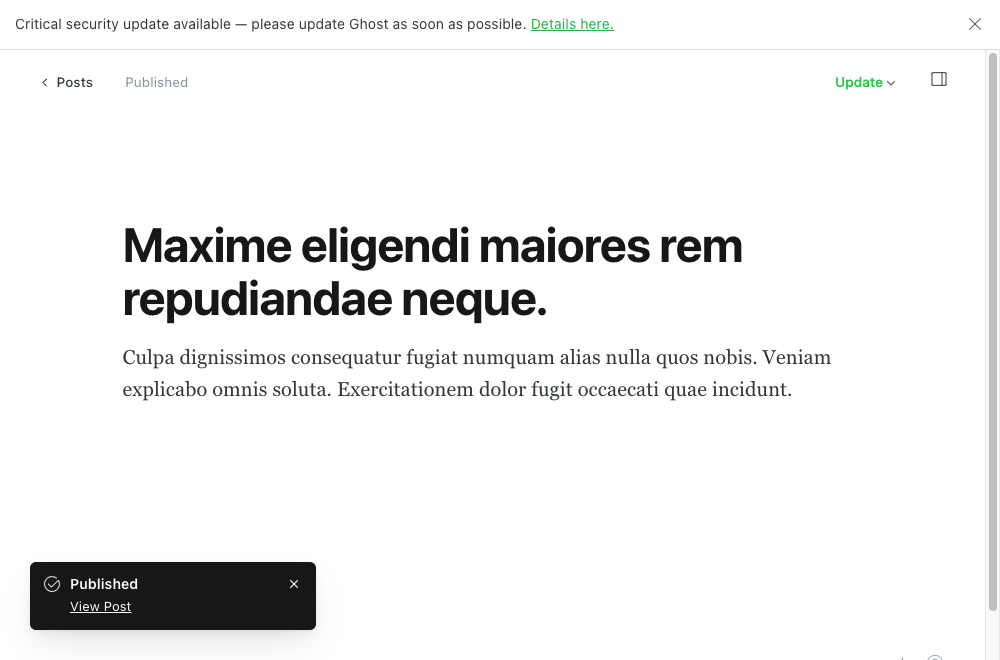 Critical security update available — please update Ghost as soon as possible. Details here.
Posts
Published
Update
Maxime eligendi maiores rem
repudiandae neque.
Culpa dignissimos consequatur fugiat numquam alias nulla quos nobis. Veniam
explicabo omnis soluta. Exercitationem dolor fugit occaecati quae incidunt.
Published
View Post